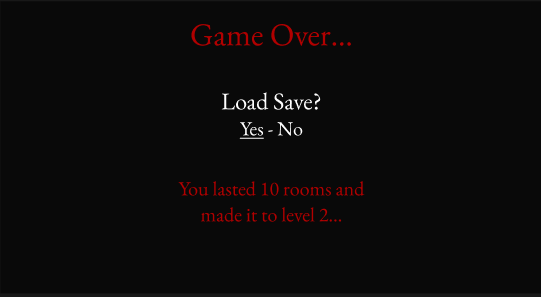 Game Over...
Load Save?
Yes - No
You lasted 10 rooms and
made it to level 2...